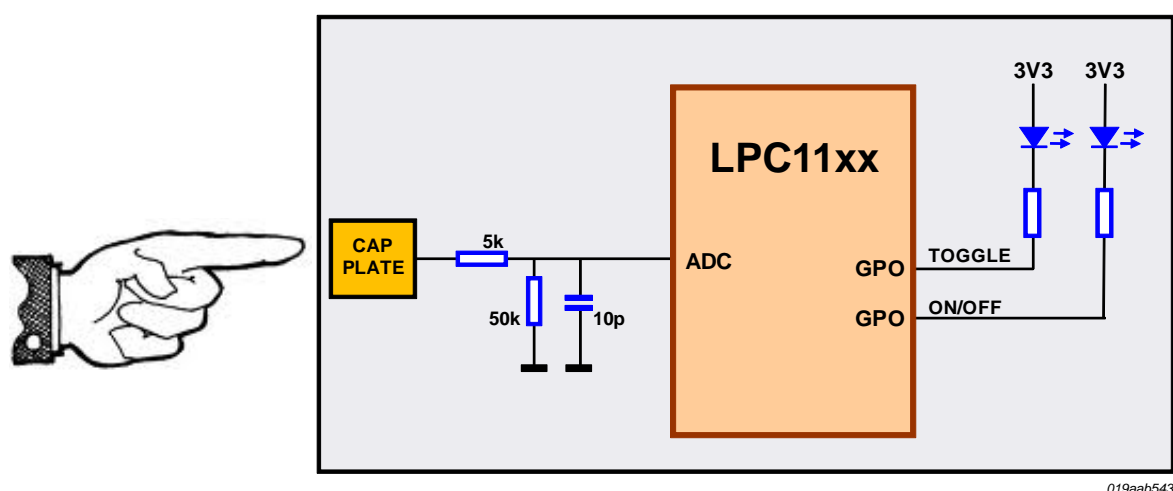 3V3 3V3
LPC11xx
CAP
PLATE
5k
50k
10p
ADC
GPO
TOGGLE
GPO
ON/OFF
019aab543